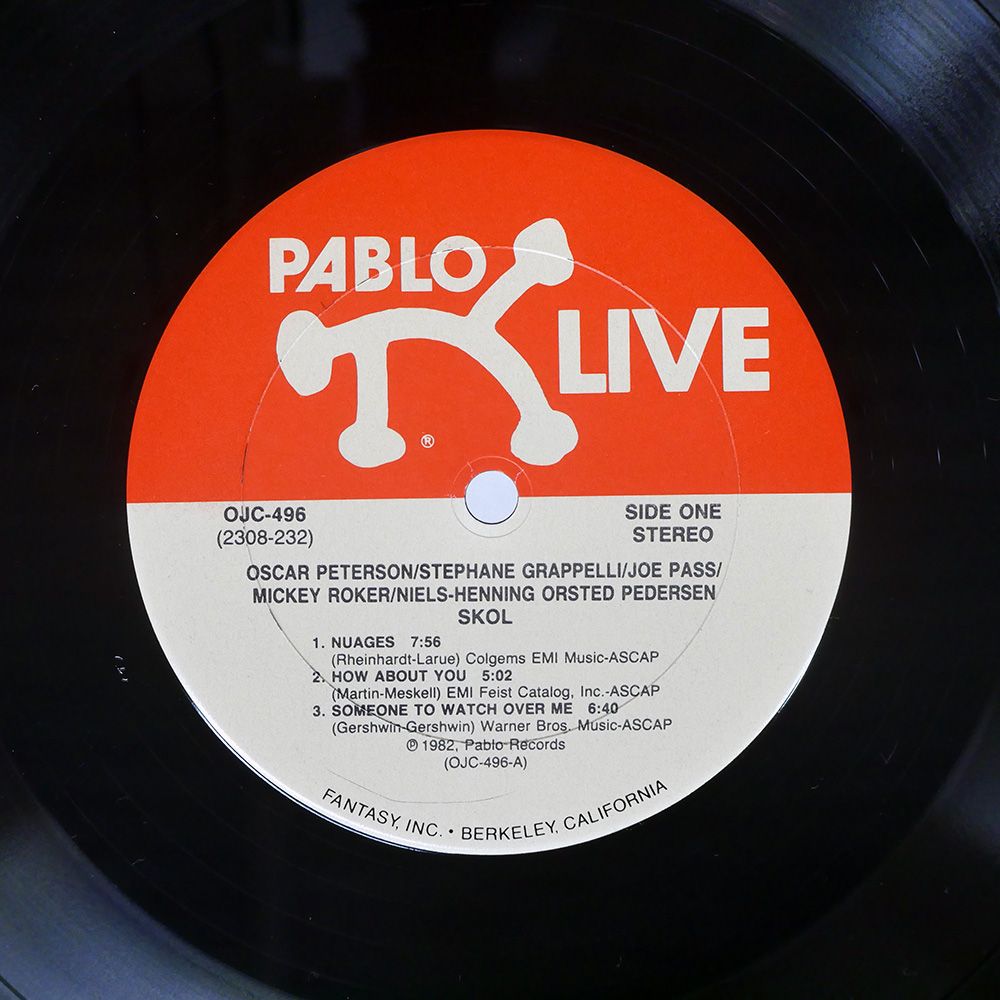 PABLO
LIVE
®
OJC-496
(2308-232)
SIDE ONE
STEREO
OSCAR PETERSON/STEPHANE GRAPPELLI/JOE PASS/
MICKEY ROKER/NIELS-HENNING ORSTED PEDERSEN
SKOL
1. NUAGES 7:56
(Rheinhardt-Larue) Colgems EMI Music-ASCAP
2. HOW ABOUT YOU 5:02
(Martin-Meskell) EMI Feist Catalog, Inc.-ASCAP
3. SOMEONE TO WATCH OVER ME 6:40
(Gershwin-Gershwin) Warner Bros. Music-ASCAP
℗ 1982, Pablo Records
(OJC-496-A)
FANTASY, INC. • BERKELEY, CALIFORNIA